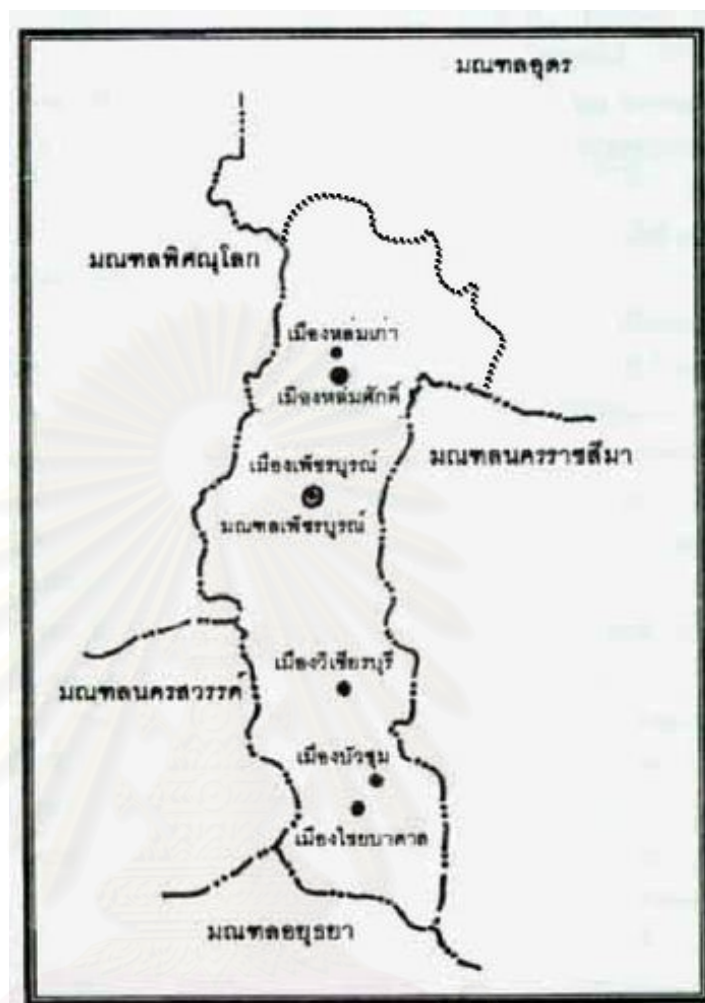 มณฑลอุดร
มณฑลพิศณุโลก
เมืองหล่มเก่า
เมืองหล่มศักดิ์
เมืองเพ็ชรบูรณ์
มณฑลนครราชสีมา
มณฑลเพ็ชรบูรณ์
เมืองวิเชียรบุรี
มณฑลนครสวรรค์
เมืองบัวชุม
เมืองไชยบาดาล
มณฑลอยุธยา